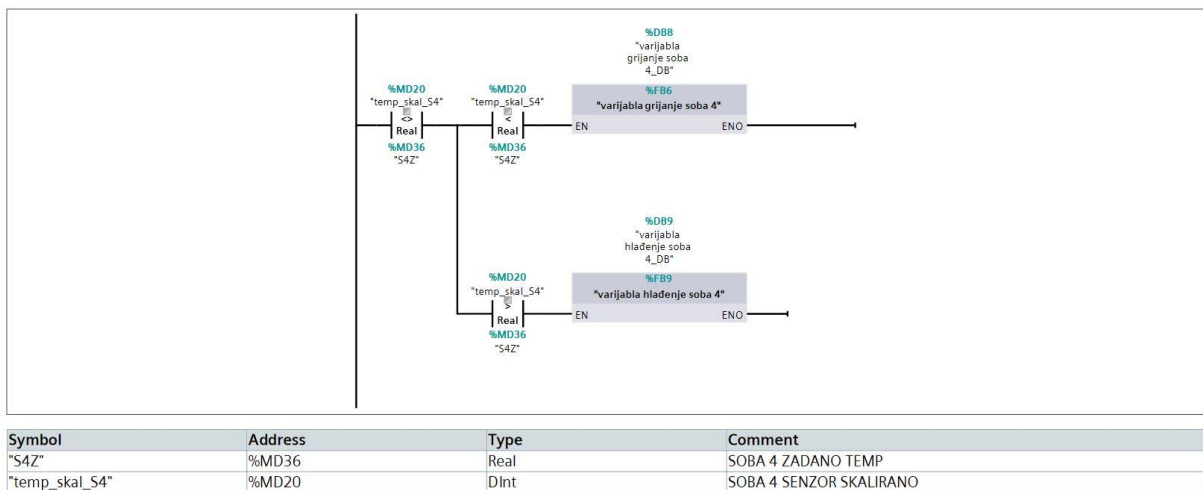 %DB8
"varijabla
grijanje soba
4_DB"
%MD20
"temp_skal_S4"
<>
Real
%MD36
"S4Z"
%MD20
"temp_skal_S4"
<
Real
%MD36
"S4Z"
%FB6
"varijabla grijanje soba 4"
EN ENO
%DB9
"varijabla
hlađenje soba
4_DB"
%MD20
"temp_skal_S4"
>
Real
%MD36
"S4Z"
%FB9
"varijabla hlađenje soba 4"
EN ENO
Symbol Address Type Comment
"S4Z" %MD36 Real SOBA 4 ZADANO TEMP
"temp_skal_S4" %MD20 DInt SOBA 4 SENZOR SKALIRANO